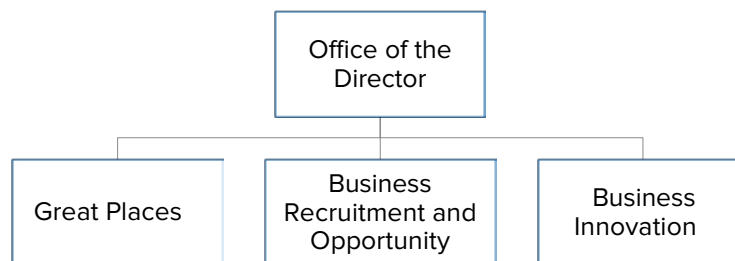 Office of the
Director
Great Places
Business
Recruitment and
Opportunity
Business
Innovation